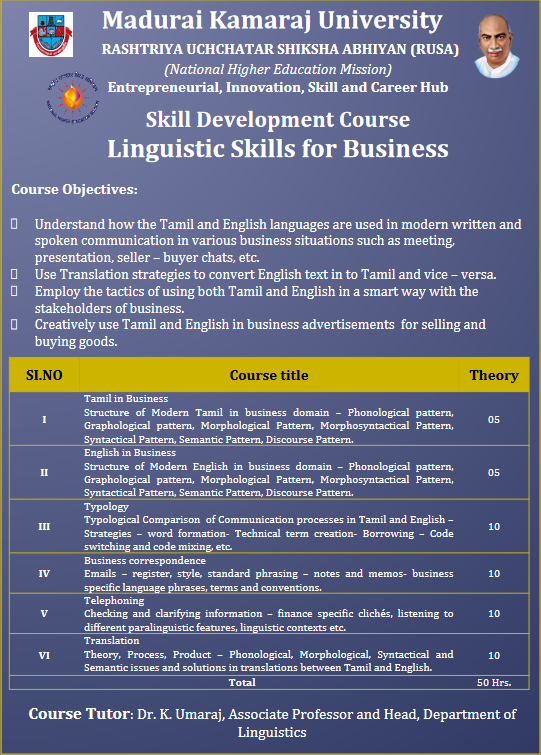 Madurai Kamaraj University
RASHTRIYA UCHCHATAR SHIKSHA ABHIYAN (RUSA)
(National Higher Education Mission)
Entrepreneurial, Innovation, Skill and Career Hub
Skill Development Course
Linguistic Skills for Business
Course Objectives:
Understand how the Tamil and English languages are used in modern written and
spoken communication in various business situations such as meeting,
presentation, seller – buyer chats, etc.
Use Translation strategies to convert English text in to Tamil and vice – versa.
Employ the tactics of using both Tamil and English in a smart way with the
stakeholders of business.
Creatively use Tamil and English in business advertisements for selling and
buying goods.
SI.NO Course title Theory
Tamil in Business
Structure of Modern Tamil in business domain – Phonological pattern,
I Graphological pattern, Morphological Pattern, Morphosyntactical Pattern, 05
Syntactical Pattern, Semantic Pattern, Discourse Pattern.
English in Business
Structure of Modern English in business domain – Phonological pattern,
II Graphological pattern, Morphological Pattern, Morphosyntactical Pattern, 05
Syntactical Pattern, Semantic Pattern, Discourse Pattern.
Typology
Typological Comparison of Communication processes in Tamil and English –
III Strategies – word formation- Technical term creation- Borrowing – Code 10
switching and code mixing, etc.
Business correspondence
IV Emails – register, style, standard phrasing – notes and memos- business 10
specific language phrases, terms and conventions.
Telephoning
V Checking and clarifying information – finance specific clichés, listening to 10
different paralinguistic features, linguistic contexts etc.
Translation
VI Theory, Process, Product – Phonological, Morphological, Syntactical and 10
Semantic issues and solutions in translations between Tamil and English.
Total 50 Hrs.
Course Tutor: Dr. K. Umaraj, Associate Professor and Head, Department of
Linguistics